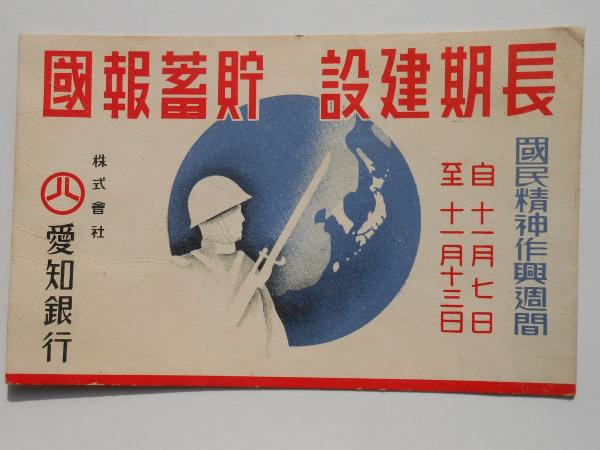 長期建設 貯蓄報國
國民精神作興週間
自 十一月七日
至 十一月十三日
株式會社
愛知銀行